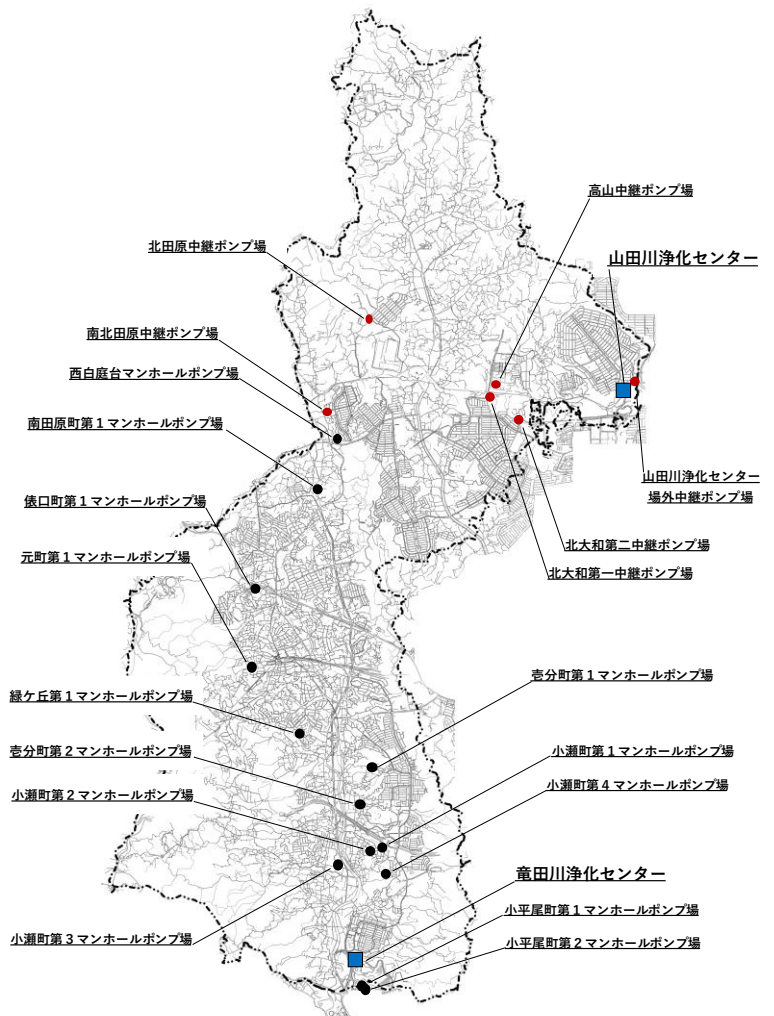 高山中継ポンプ場
北田原中継ポンプ場
山田川浄化センター
南北田原中継ポンプ場
西白庭台マンホールポンプ場
南田原町第１マンホールポンプ場
山田川浄化センター
場外中継ポンプ場
俵口町第１マンホールポンプ場
北大和第二中継ポンプ場
元町第１マンホールポンプ場
北大和第一中継ポンプ場
壱分町第１マンホールポンプ場
緑ケ丘第１マンホールポンプ場
壱分町第２マンホールポンプ場
小瀬町第１マンホールポンプ場
小瀬町第４マンホールポンプ場
小瀬町第２マンホールポンプ場
竜田川浄化センター
小平尾町第１マンホールポンプ場
小瀬町第３マンホールポンプ場
小平尾町第２マンホールポンプ場